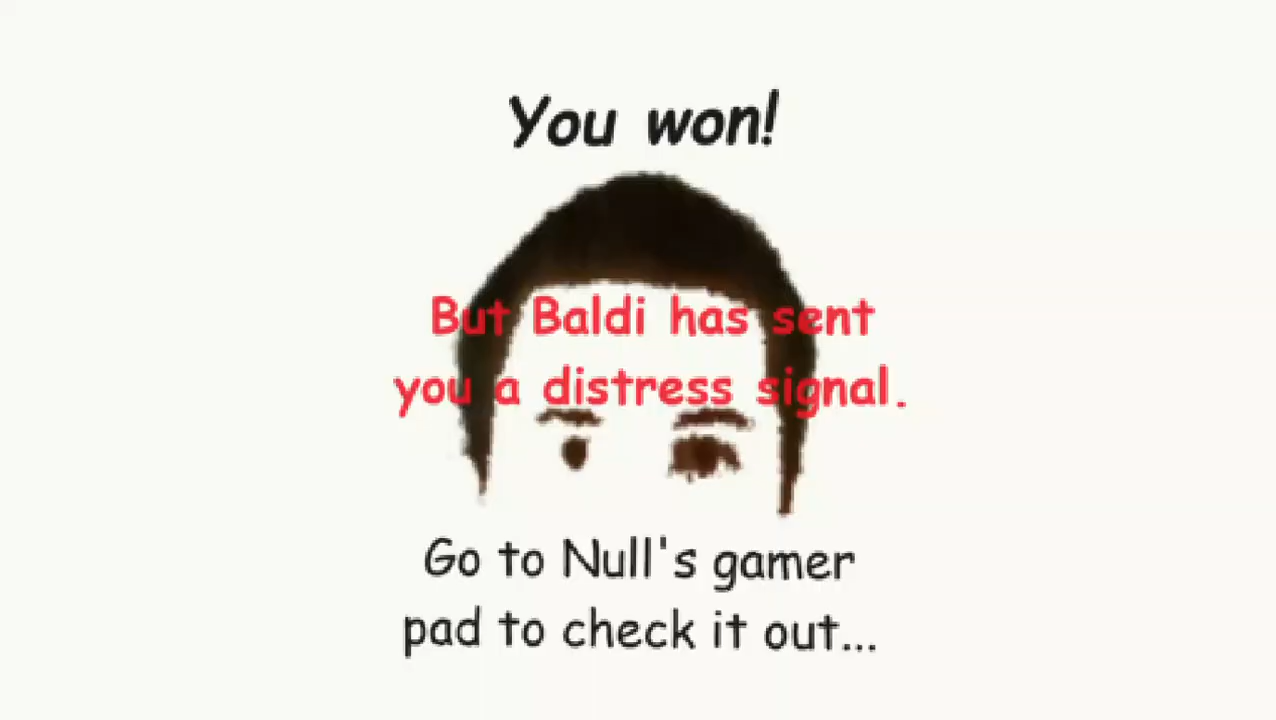 You won!
But Baldi has sent
you a distress signal.
Go to Null's gamer
pad to check it out...